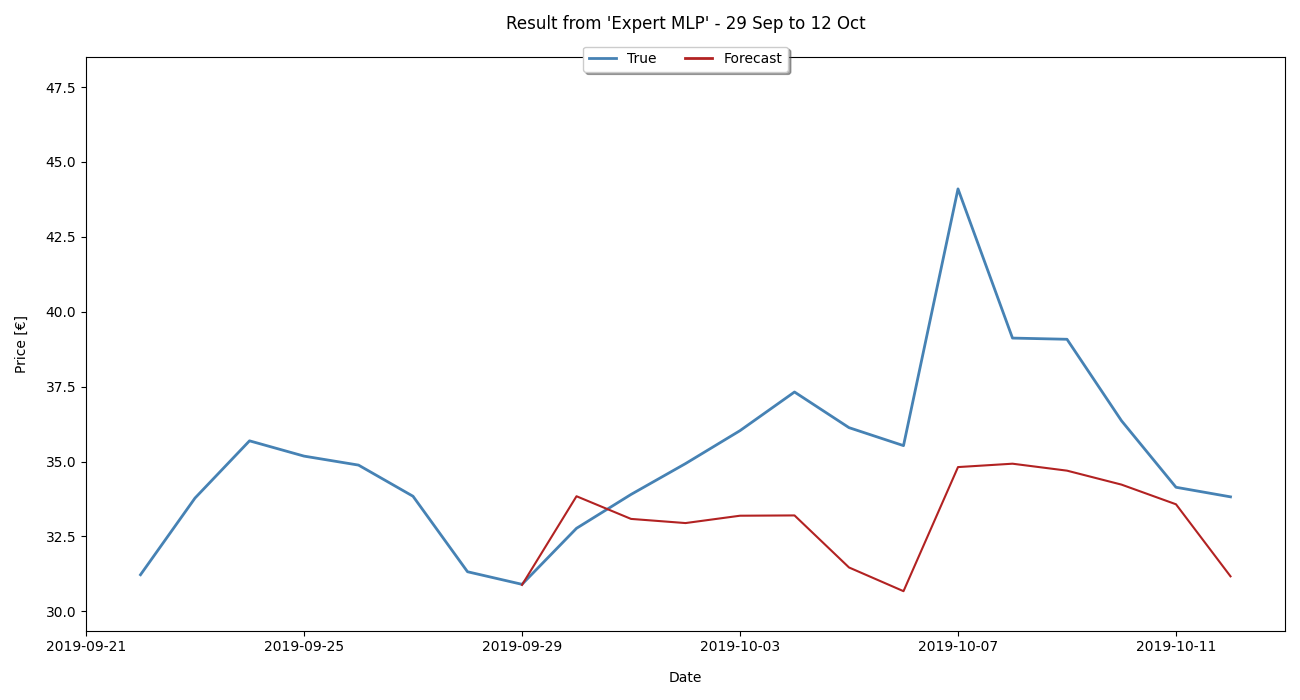 Result from 'Expert MLP' - 29 Sep to 12 Oct
True
Forecast
47.5
45.0
42.5
40.0
37.5
35.0
32.5
30.0
Price [€]
2019-09-21
2019-09-25
2019-09-29
2019-10-03
2019-10-07
2019-10-11
Date